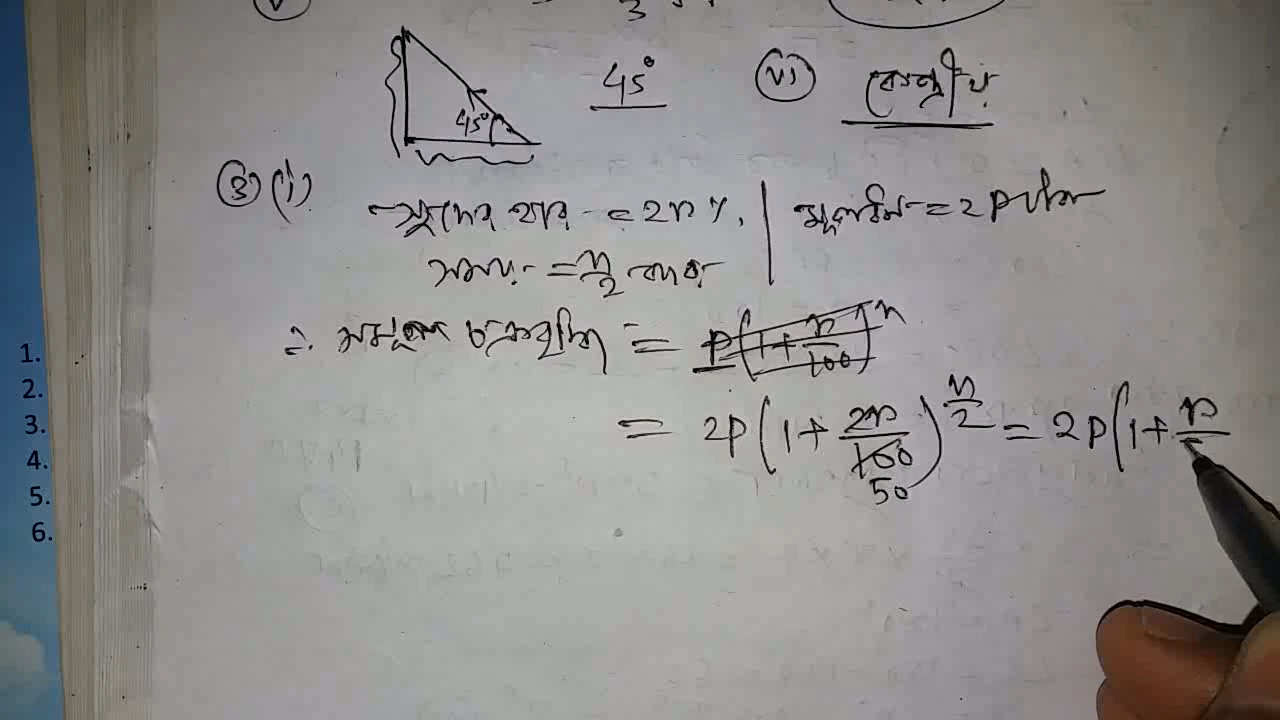 45°
45°
(vi) কেন্দ্রীয়
③ (i). সুদের হার = 2r%. | মূলধন = 2p টাকা
সময় = n/2 বছর
∴ সমূল চক্রবৃদ্ধি = p(1+r/100)^n
= 2p(1+2r/100)^n/2 = 2p(1+r/
50
1.
2.
3.
4.
5.
6.